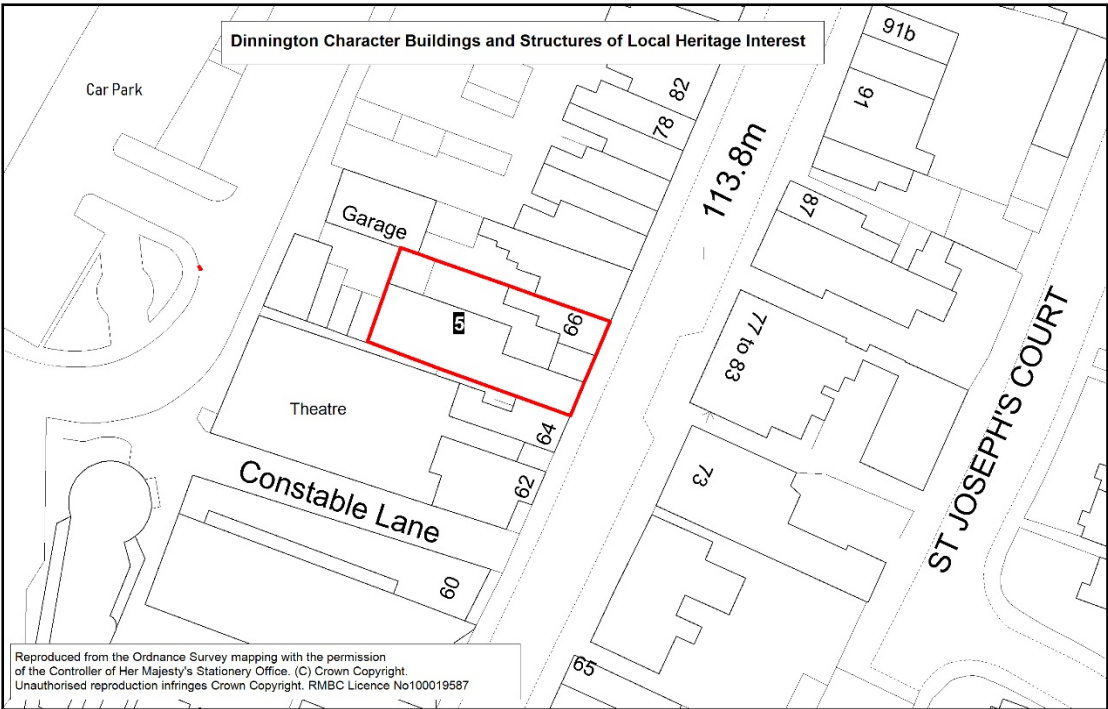 Dinnington Character Buildings and Structures of Local Heritage Interest
91b
Car Park
82
91
78
113.8m
Garage
87
5
66
77 to 83
Theatre
64
ST JOSEPH'S COURT
62
73
Constable Lane
60
65
Reproduced from the Ordnance Survey mapping with the permission
of the Controller of Her Majesty's Stationery Office. (C) Crown Copyright.
Unauthorised reproduction infringes Crown Copyright. RMBC Licence No100019587